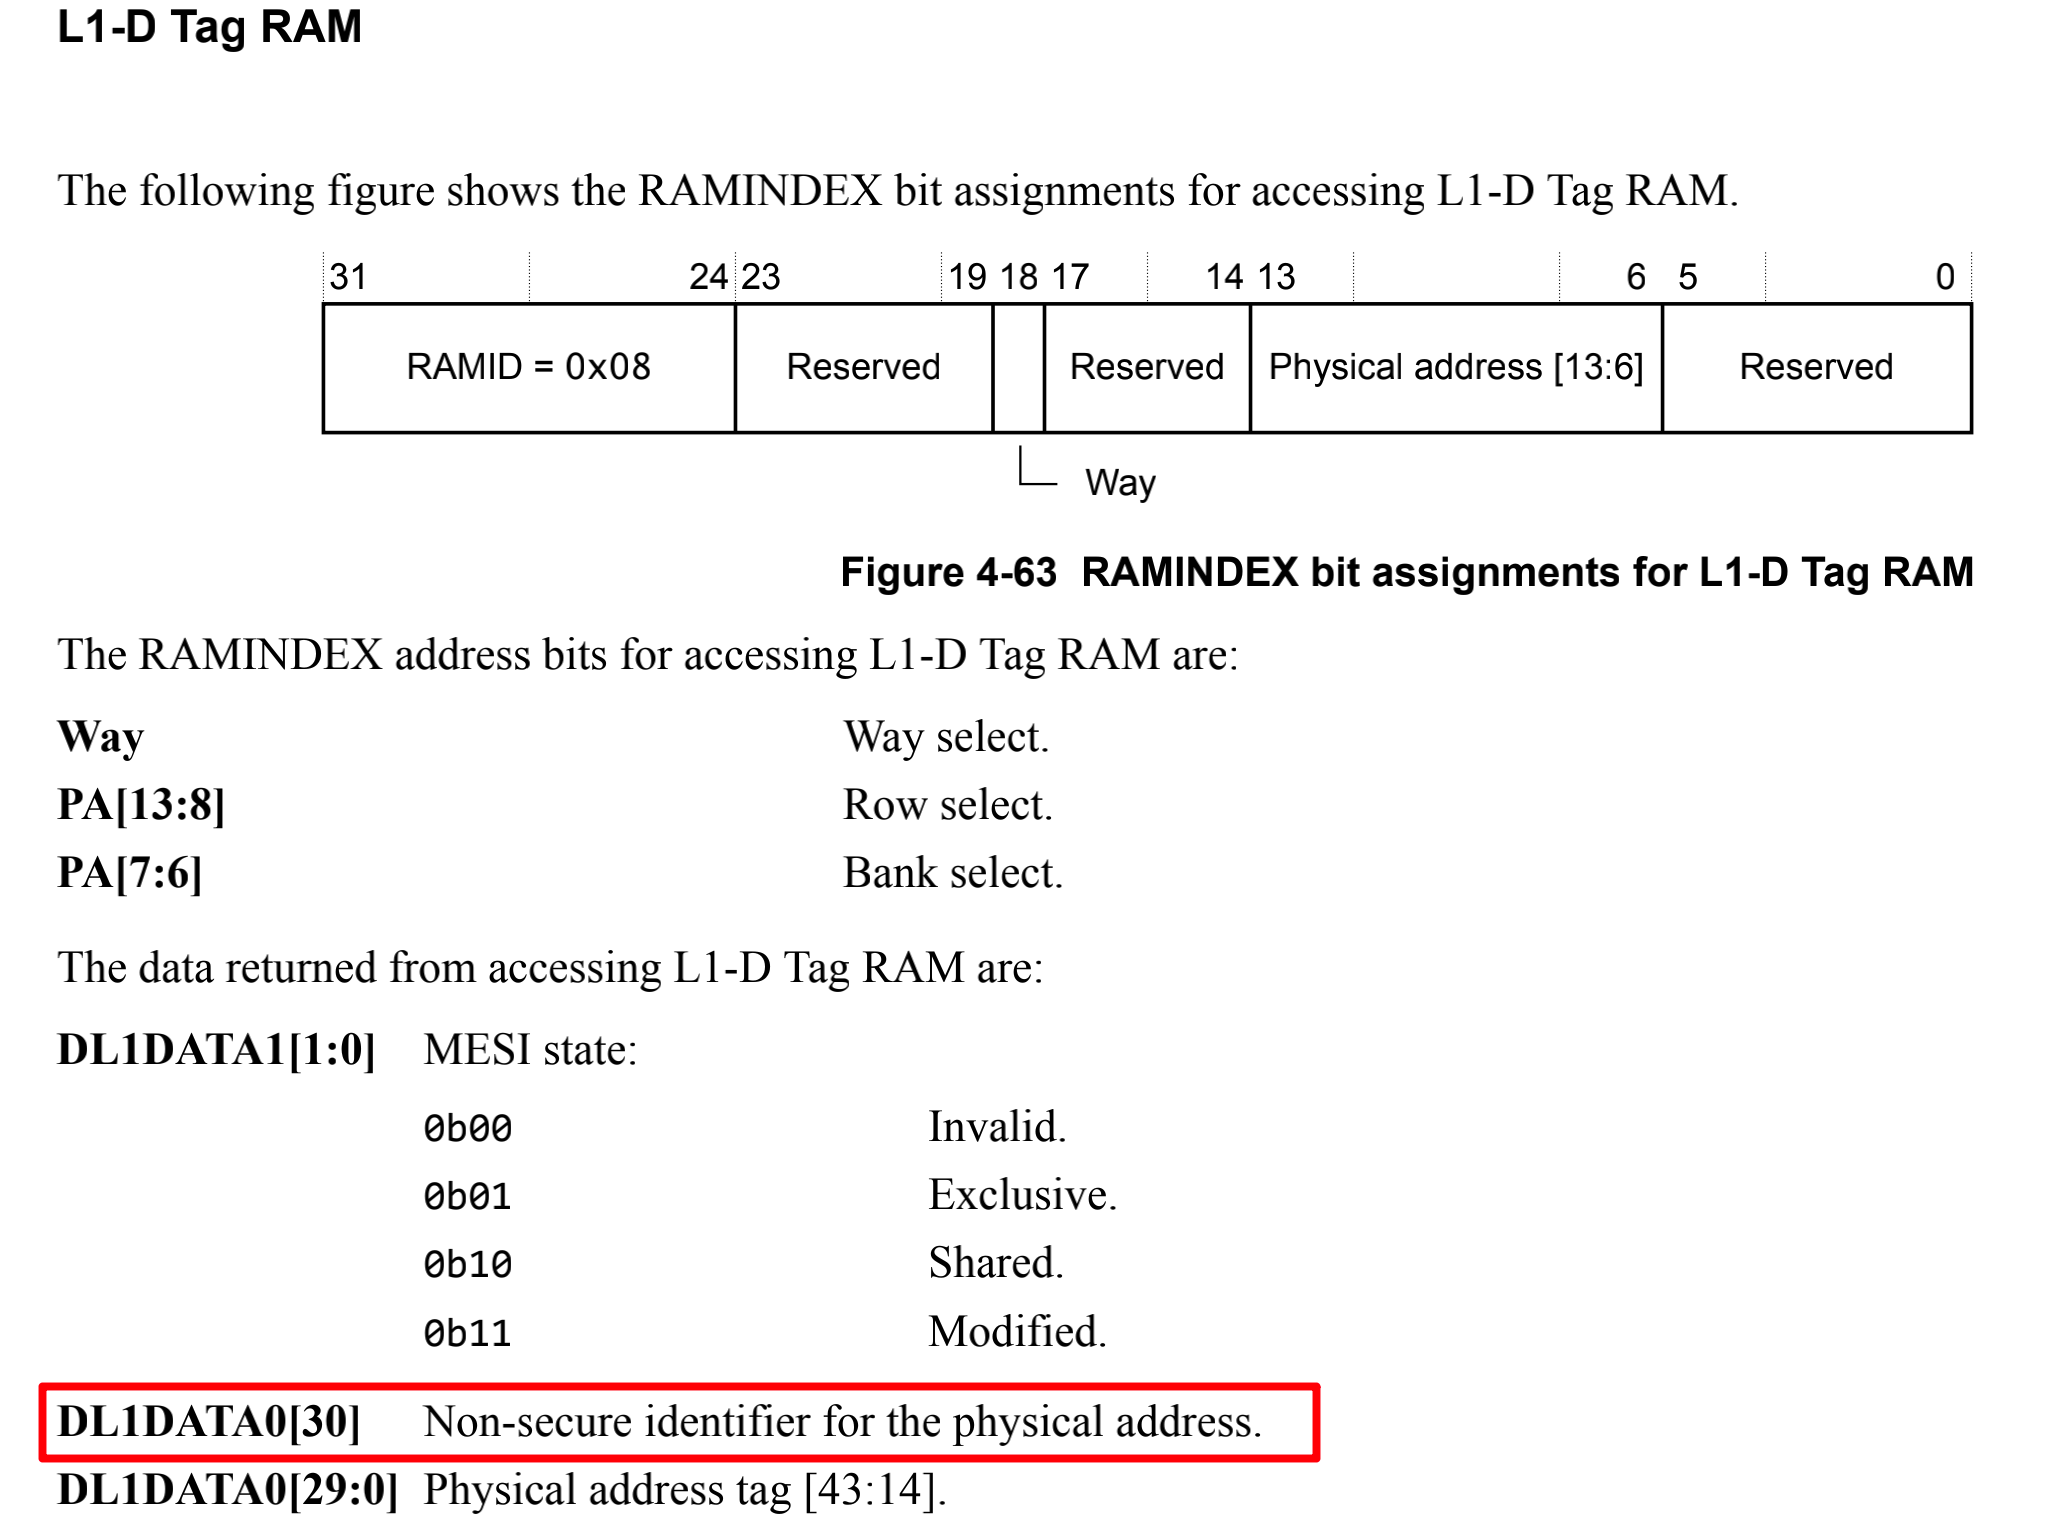 L1-D Tag RAM
The following figure shows the RAMINDEX bit assignments for accessing L1-D Tag RAM.
31 24 23 19 18 17 14 13 6 5 0
RAMID = 0x08 Reserved Reserved Physical address [13:6] Reserved
Way
Figure 4-63 RAMINDEX bit assignments for L1-D Tag RAM
The RAMINDEX address bits for accessing L1-D Tag RAM are:
Way Way select.
PA[13:8] Row select.
PA[7:6] Bank select.
The data returned from accessing L1-D Tag RAM are:
DL1DATA1[1:0] MESI state:
0b00 Invalid.
0b01 Exclusive.
0b10 Shared.
0b11 Modified.
DL1DATA0[30] Non-secure identifier for the physical address.
DL1DATA0[29:0] Physical address tag [43:14].